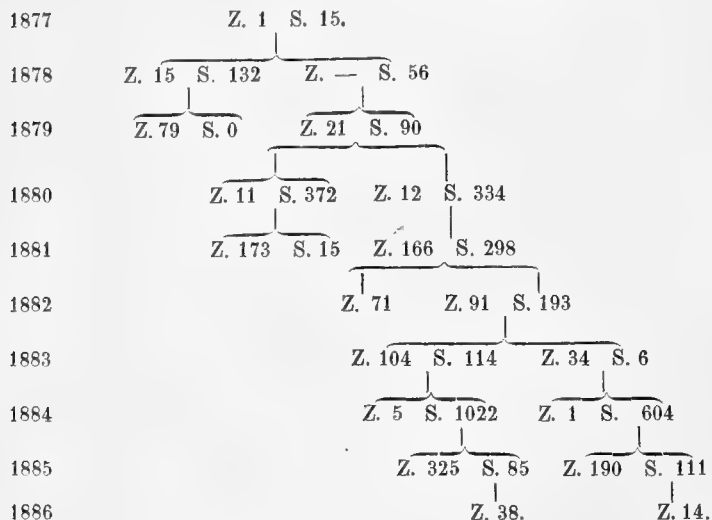 1877 Z. 1 S. 15.
1878 Z. 15 S. 132 Z. — S. 56
1879 Z. 79 S. 0 Z. 21 S. 90
1880 Z. 11 S. 372 Z. 12 S. 334
1881 Z. 173 S. 15 Z. 166 S. 298
1882 Z. 71 Z. 91 S. 193
1883 Z. 104 S. 114 Z. 34 S. 6
1884 Z. 5 S. 1022 Z. 1 S. 604
1885 Z. 325 S. 85 Z. 190 S. 111
1886 Z. 38. Z. 14.